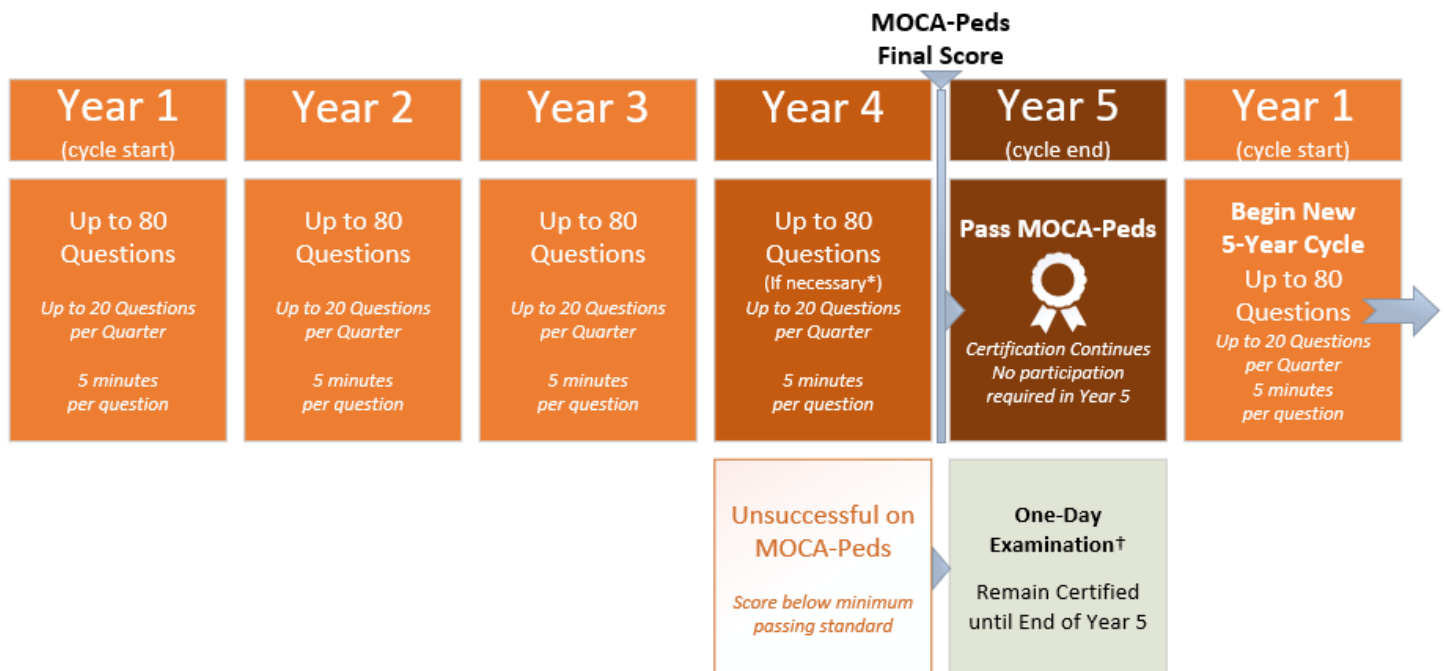 MOCA-Peds
Final Score
Year 1
(cycle start)
Year 2
Year 3
Year 4
Year 5
(cycle end)
Year 1
(cycle start)
Up to 80
Questions
Up to 20 Questions
per Quarter
5 minutes
per question
Up to 80
Questions
Up to 20 Questions
per Quarter
5 minutes
per question
Up to 80
Questions
Up to 20 Questions
per Quarter
5 minutes
per question
Up to 80
Questions
(If necessary*)
Up to 20 Questions
per Quarter
5 minutes
per question
Pass MOCA-Peds
Certification Continues
No participation
required in Year 5
Begin New
5-Year Cycle
Up to 80
Questions
Up to 20 Questions
per Quarter
5 minutes
per question
Unsuccessful on
MOCA-Peds
Score below minimum
passing standard
One-Day
Examination†
Remain Certified
until End of Year 5